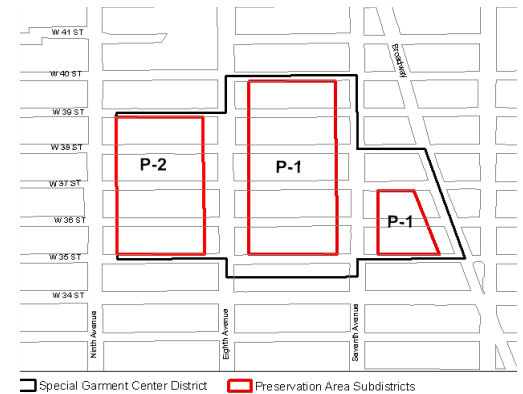 W 41 ST
Broadway
W 40 ST
W 39 ST
W 38 ST
P-2
P-1
W 37 ST
W 36 ST
P-1
W 35 ST
W 34 ST
Ninth Avenue
Eighth Avenue
Seventh Avenue
Special Garment Center District
Preservation Area Subdistricts